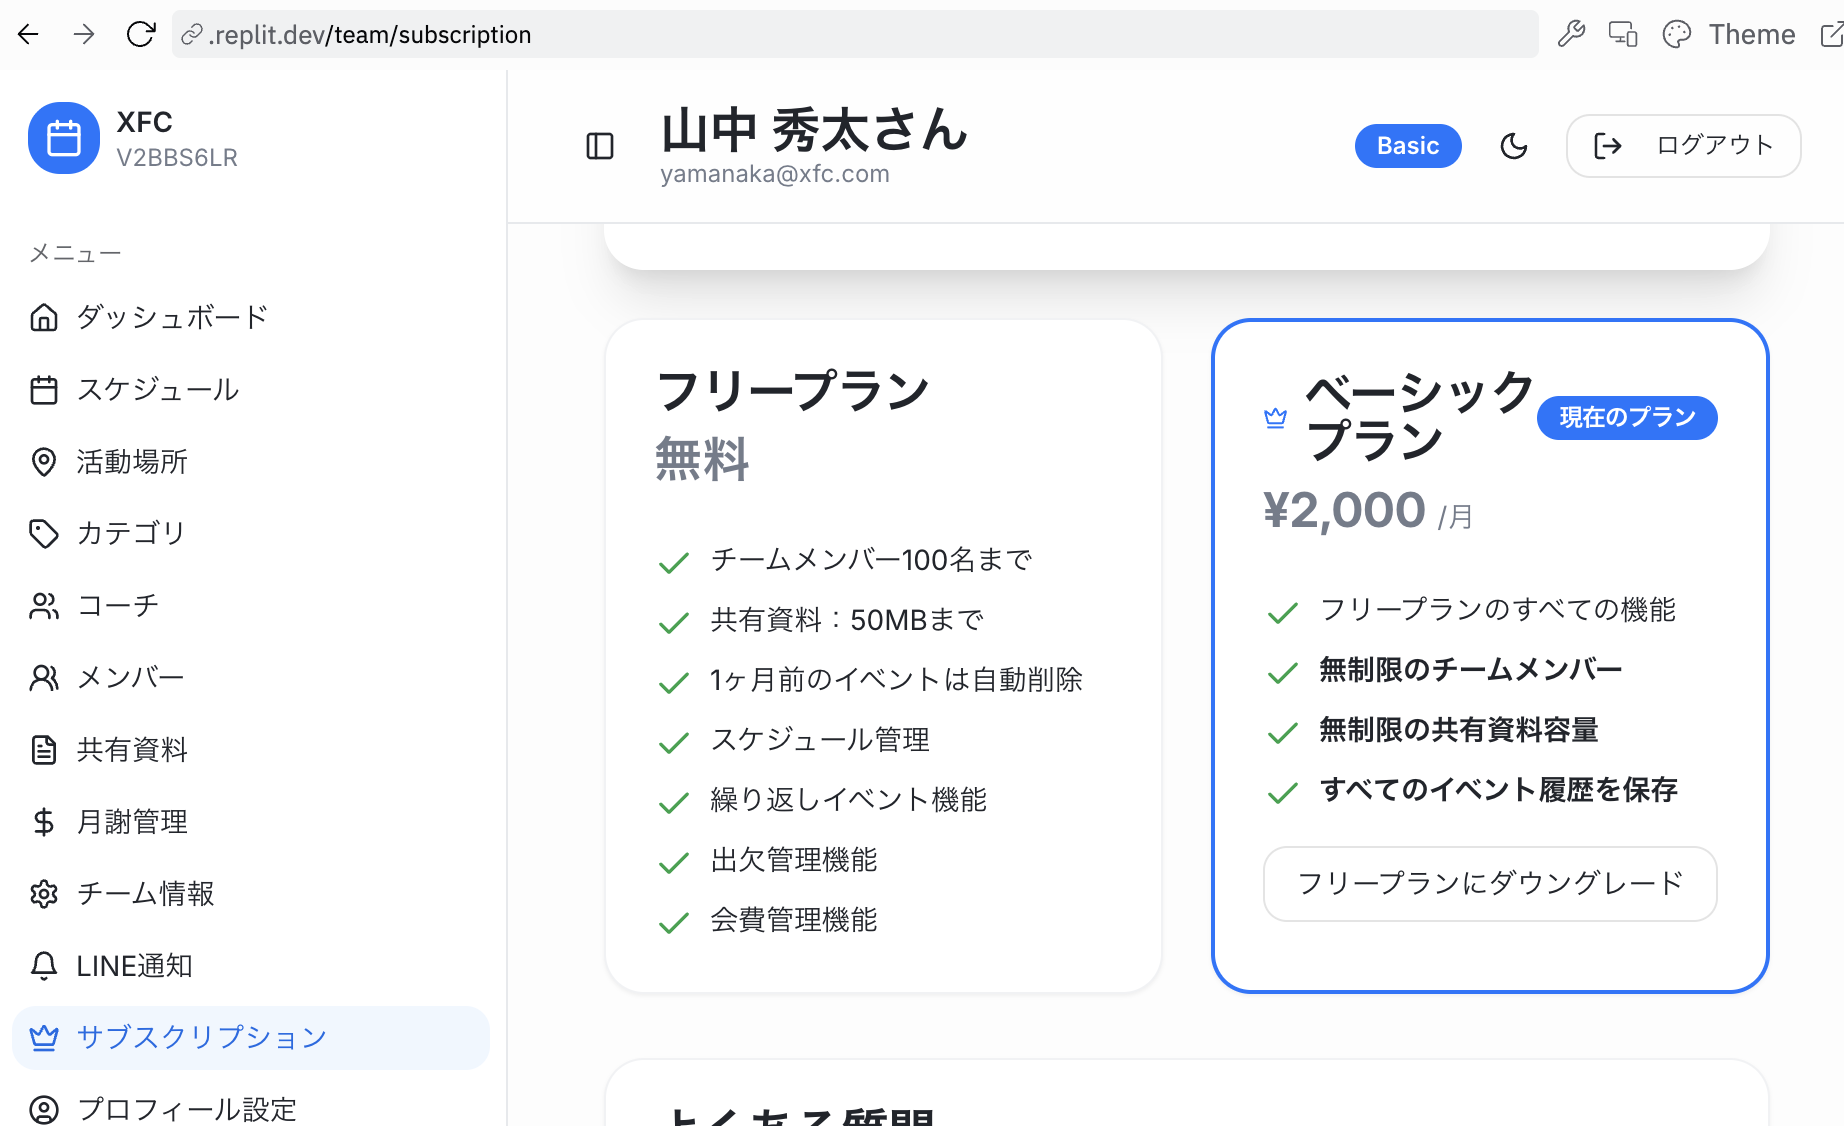 .replit.dev/team/subscription
Theme
XFC
V2BBS6LR
メニュー
ダッシュボード
スケジュール
活動場所
カテゴリ
コーチ
メンバー
共有資料
月謝管理
チーム情報
LINE通知
サブスクリプション
プロフィール設定
山中 秀太さん
yamanaka@xfc.com
Basic
ログアウト
フリープラン
無料
チームメンバー100名まで
共有資料：50MBまで
1ヶ月前のイベントは自動削除
スケジュール管理
繰り返しイベント機能
出欠管理機能
会費管理機能
ベーシック
プラン
現在のプラン
¥2,000 /月
フリープランのすべての機能
無制限のチームメンバー
無制限の共有資料容量
すべてのイベント履歴を保存
フリープランにダウングレード
よくある質問